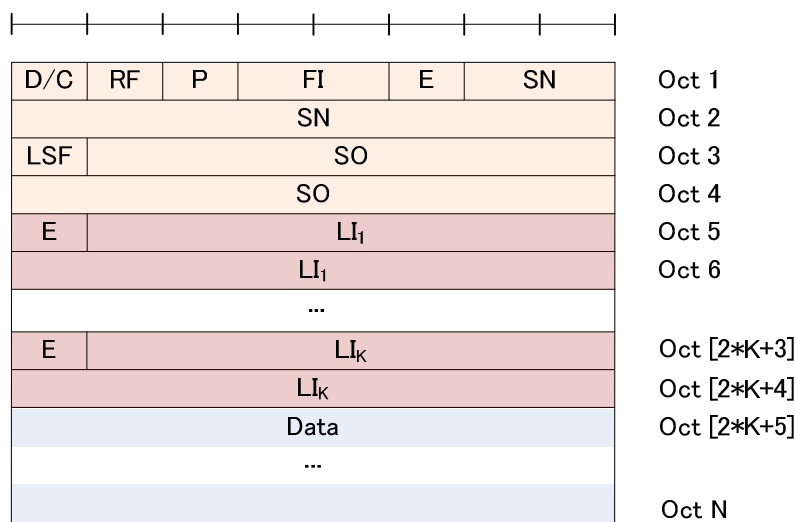 D/C RF P FI E SN Oct 1
SN Oct 2
LSF SO Oct 3
SO Oct 4
E LI₁ Oct 5
LI₁ Oct 6
...
E LIK Oct [2*K+3]
LIK Oct [2*K+4]
Data Oct [2*K+5]
...
Oct N